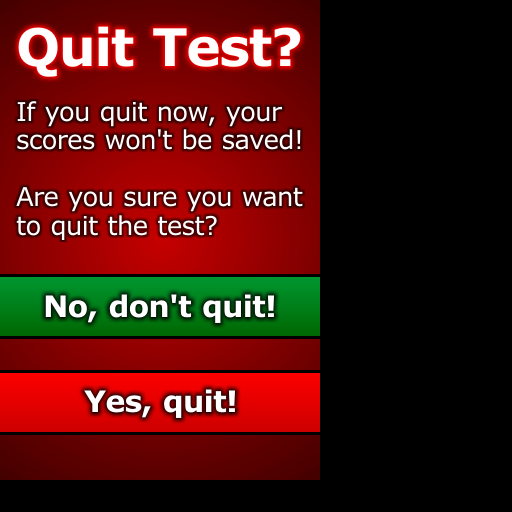 Quit Test?
If you quit now, your
scores won't be saved!
Are you sure you want
to quit the test?
No, don't quit!
Yes, quit!